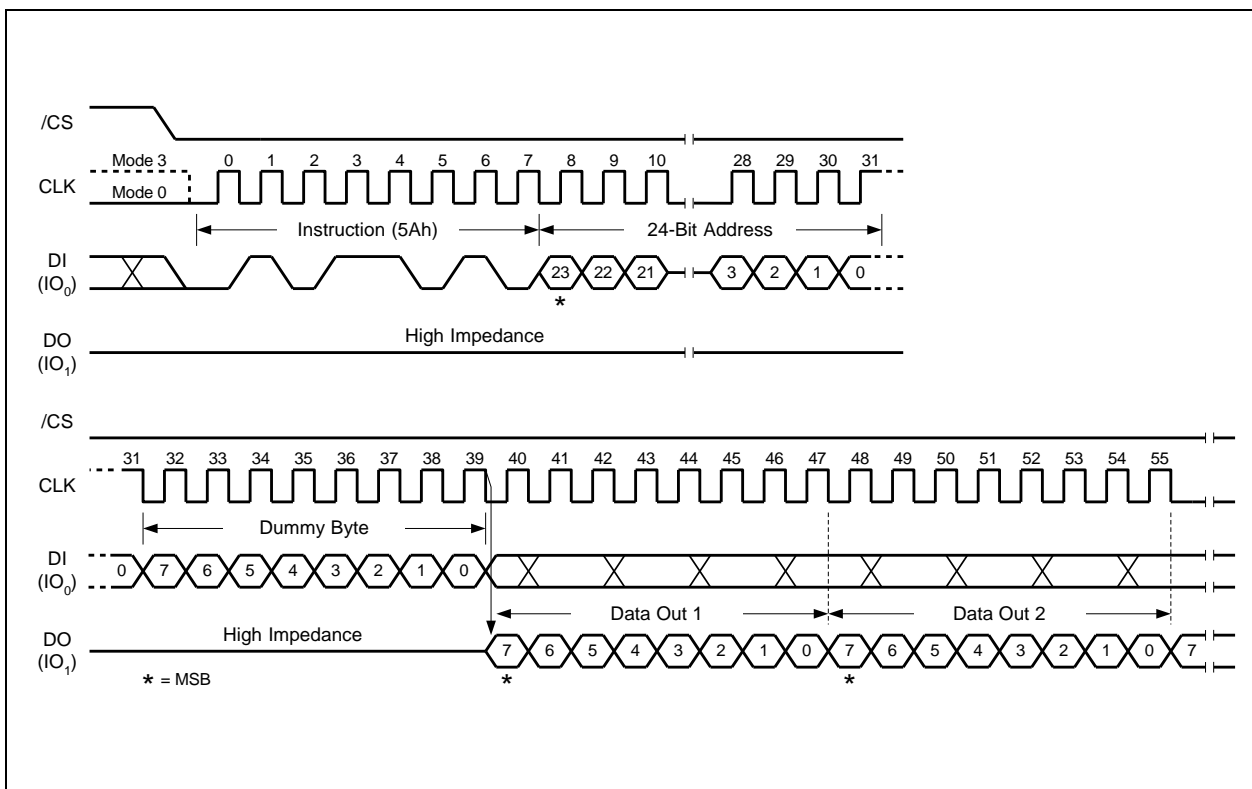 /CS
Mode 3 0 1 2 3 4 5 6 7 8 9 10 28 29 30 31
CLK
Mode 0
Instruction (5Ah) 24-Bit Address
DI
(IO0)
23 22 21 3 2 1 0
*
High Impedance
DO
(IO1)
/CS
31 32 33 34 35 36 37 38 39 40 41 42 43 44 45 46 47 48 49 50 51 52 53 54 55
CLK
Dummy Byte
DI
(IO0)
0 7 6 5 4 3 2 1 0
Data Out 1 Data Out 2
High Impedance
DO
(IO1)
7 6 5 4 3 2 1 0 7 6 5 4 3 2 1 0 7
* = MSB * *